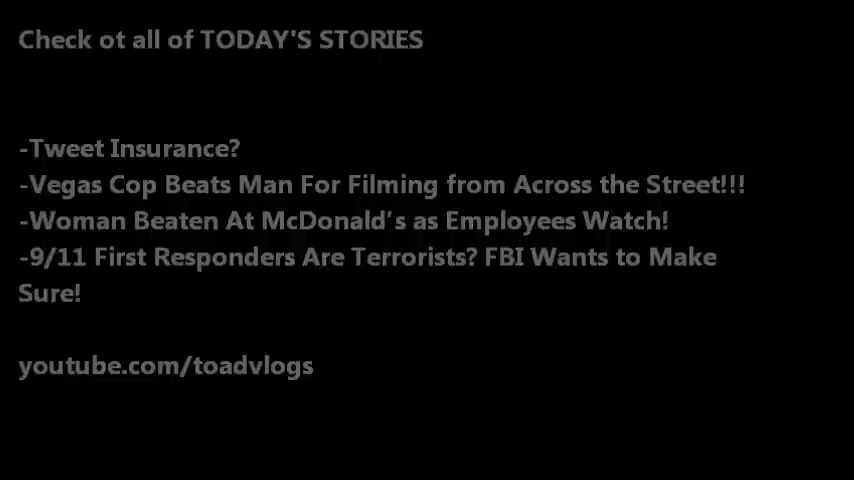 Check ot all of TODAY'S STORIES
-Tweet Insurance?
-Vegas Cop Beats Man For Filming from Across the Street!!!
-Woman Beaten At McDonald's as Employees Watch!
-9/11 First Responders Are Terrorists? FBI Wants to Make
Sure!
youtube.com/toadvlogs